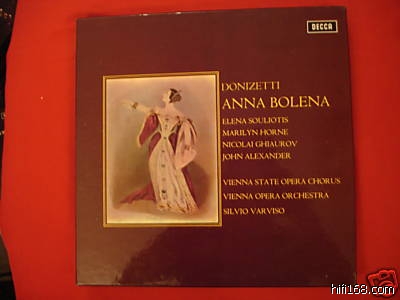 DECCA
DONIZETTI
ANNA BOLENA
ELENA SOULIOTIS
MARILYN HORNE
NICOLAI GHIAUROV
JOHN ALEXANDER
VIENNA STATE OPERA CHORUS
VIENNA OPERA ORCHESTRA
SILVIO VARVISO
hifi168.com